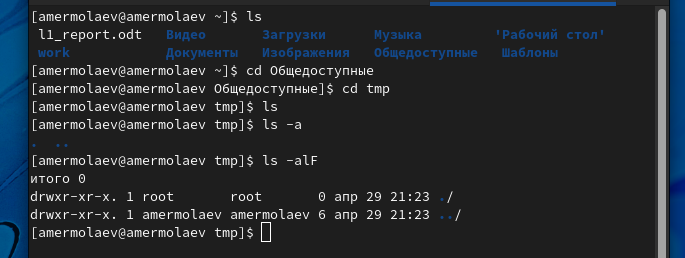 [amermolaev@amermolaev ~]$ ls
l1_report.odt Видео Загрузки Музыка 'Рабочий стол'
work Документы Изображения Общедоступные Шаблоны
[amermolaev@amermolaev ~]$ cd Общедоступные
[amermolaev@amermolaev Общедоступные]$ cd tmp
[amermolaev@amermolaev tmp]$ ls
[amermolaev@amermolaev tmp]$ ls -a
. ..
[amermolaev@amermolaev tmp]$ ls -alF
итого 0
drwxr-xr-x. 1 root root 0 апр 29 21:23 ./
drwxr-xr-x. 1 amermolaev amermolaev 6 апр 29 21:23 ../
[amermolaev@amermolaev tmp]$